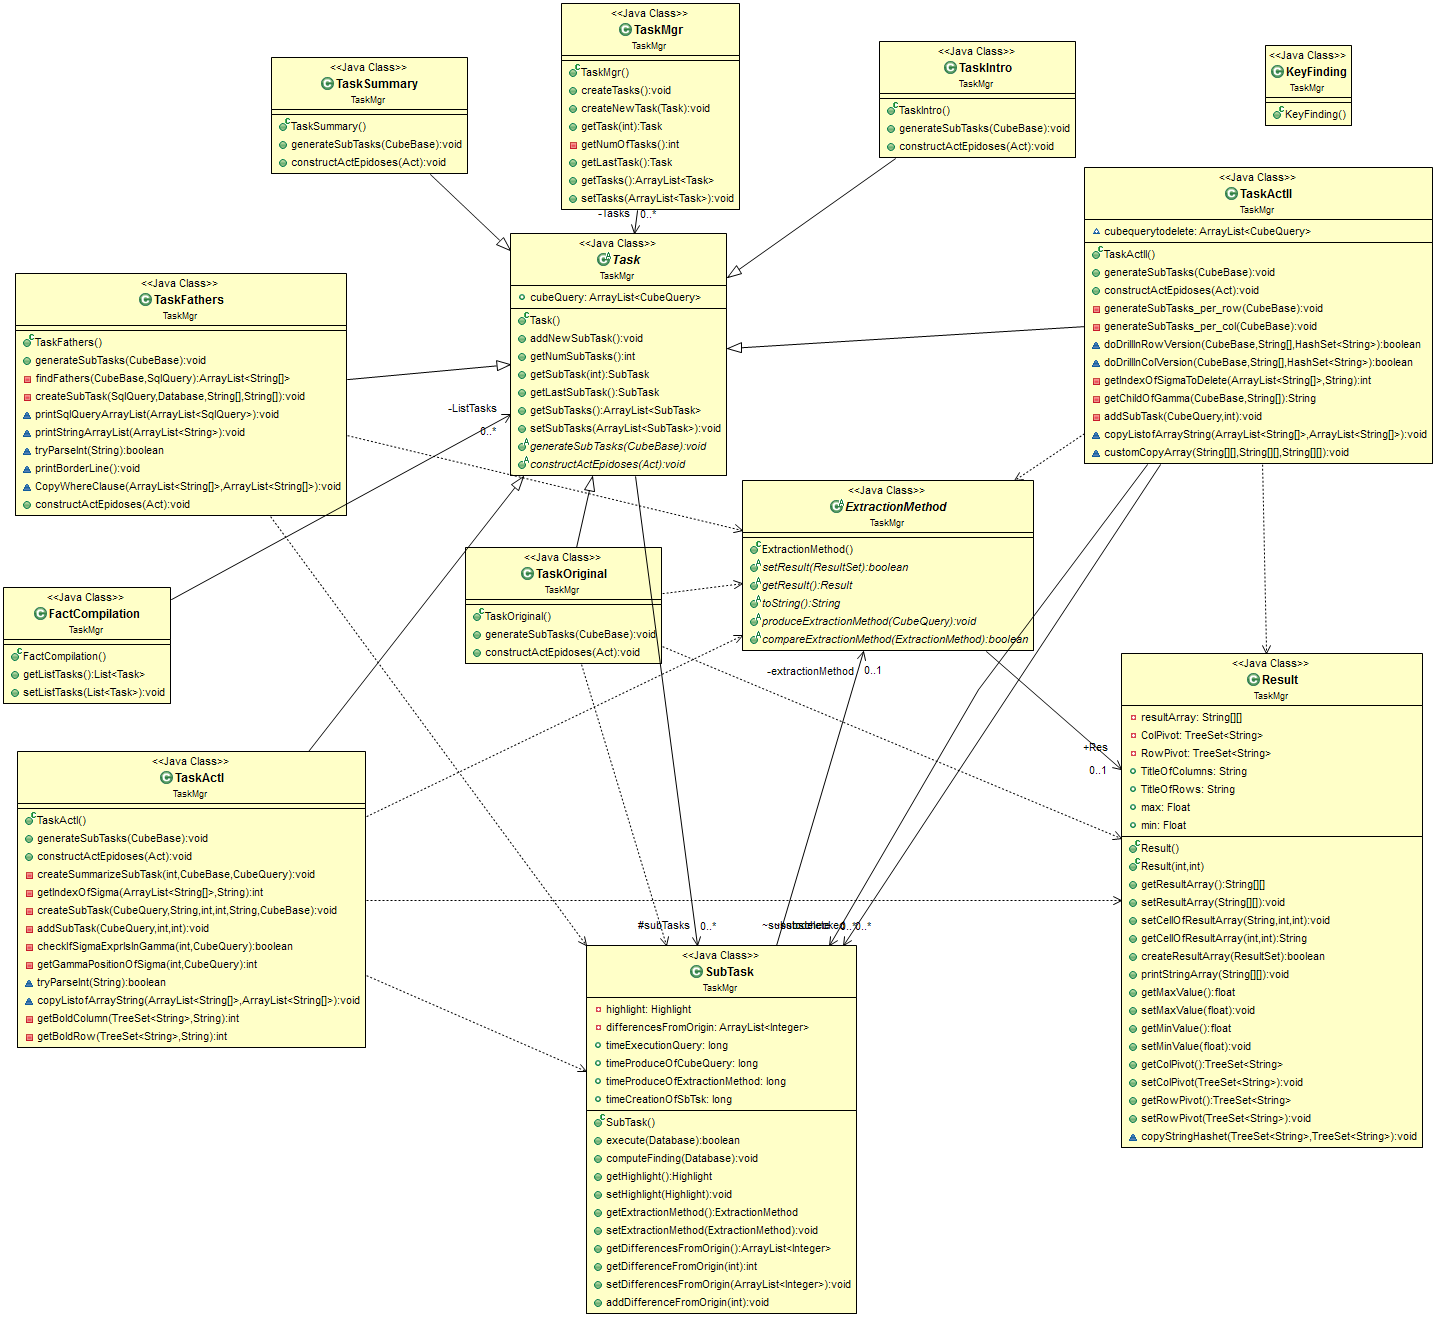 <<Java Class>>
TaskMgr
TaskMgr
TaskMgr()
createTasks():void
createNewTask(Task):void
getTask(int):Task
getNumOfTasks():int
getLastTask():Task
getTasks():ArrayList<Task>
setTasks(ArrayList<Task>):void
<<Java Class>>
TaskSummary
TaskMgr
TaskSummary()
generateSubTasks(CubeBase):void
constructActEpidoses(Act):void
<<Java Class>>
TaskIntro
TaskMgr
TaskIntro()
generateSubTasks(CubeBase):void
constructActEpidoses(Act):void
<<Java Class>>
KeyFinding
TaskMgr
KeyFinding()
<<Java Class>>
TaskActII
TaskMgr
cubequerytodelete: ArrayList<CubeQuery>
TaskActII()
generateSubTasks(CubeBase):void
constructActEpidoses(Act):void
generateSubTasks_per_row(CubeBase):void
generateSubTasks_per_col(CubeBase):void
doDrillInRowVersion(CubeBase,String[],HashSet<String>):boolean
doDrillInColVersion(CubeBase,String[],HashSet<String>):boolean
getIndexOfSigmaToDelete(ArrayList<String[]>,String):int
getChildOfGamma(CubeBase,String[]):String
addSubTask(CubeQuery,int):void
copyListofArrayString(ArrayList<String[]>,ArrayList<String[]>):void
customCopyArray(String[][],String[][],String[][]):void
-Tasks 0..*
<<Java Class>>
Task
TaskMgr
cubeQuery: ArrayList<CubeQuery>
Task()
addNewSubTask():void
getNumSubTasks():int
getSubTask(int):SubTask
getLastSubTask():SubTask
getSubTasks():ArrayList<SubTask>
setSubTasks(ArrayList<SubTask>):void
generateSubTasks(CubeBase):void
constructActEpidoses(Act):void
<<Java Class>>
TaskFathers
TaskMgr
TaskFathers()
generateSubTasks(CubeBase):void
findFathers(CubeBase,SqlQuery):ArrayList<String[]>
createSubTask(SqlQuery,Database,String[],String[]):void
printSqlQueryArrayList(ArrayList<SqlQuery>):void
printStringArrayList(ArrayList<String>):void
tryParseInt(String):boolean
printBorderLine():void
CopyWhereClause(ArrayList<String[]>,ArrayList<String[]>):void
constructActEpidoses(Act):void
-ListTasks
0..*
<<Java Class>>
ExtractionMethod
TaskMgr
ExtractionMethod()
setResult(ResultSet):boolean
getResult():Result
toString():String
produceExtractionMethod(CubeQuery):void
compareExtractionMethod(ExtractionMethod):boolean
<<Java Class>>
TaskOriginal
TaskMgr
TaskOriginal()
generateSubTasks(CubeBase):void
constructActEpidoses(Act):void
<<Java Class>>
FactCompilation
TaskMgr
FactCompilation()
getListTasks():List<Task>
setListTasks(List<Task>):void
-extractionMethod 0..1
+Res
0..1
<<Java Class>>
Result
TaskMgr
resultArray: String[][]
ColPivot: TreeSet<String>
RowPivot: TreeSet<String>
TitleOfColumns: String
TitleOfRows: String
max: Float
min: Float
Result()
Result(int,int)
getResultArray():String[][]
setResultArray(String[][]):void
setCellOfResultArray(String,int,int):void
getCellOfResultArray(int,int):String
createResultArray(ResultSet):boolean
printStringArray(String[][]):void
getMaxValue():float
setMaxValue(float):void
getMinValue():float
setMinValue(float):void
getColPivot():TreeSet<String>
setColPivot(TreeSet<String>):void
getRowPivot():TreeSet<String>
setRowPivot(TreeSet<String>):void
copyStringHashet(TreeSet<String>,TreeSet<String>):void
<<Java Class>>
TaskActI
TaskMgr
TaskActI()
generateSubTasks(CubeBase):void
constructActEpidoses(Act):void
createSummarizeSubTask(int,CubeBase,CubeQuery):void
getIndexOfSigma(ArrayList<String[]>,String):int
createSubTask(CubeQuery,String,int,int,String,CubeBase):void
addSubTask(CubeQuery,int,int):void
checkIfSigmaExprIsInGamma(int,CubeQuery):boolean
getGammaPositionOfSigma(int,CubeQuery):int
tryParseInt(String):boolean
copyListofArrayString(ArrayList<String[]>,ArrayList<String[]>):void
getBoldColumn(TreeSet<String>,String):int
getBoldRow(TreeSet<String>,String):int
#subTasks 0..*
0..*
<<Java Class>>
SubTask
TaskMgr
highlight: Highlight
differencesFromOrigin: ArrayList<Integer>
timeExecutionQuery: long
timeProduceOfCubeQuery: long
timeProduceOfExtractionMethod: long
timeCreationOfSbTsk: long
SubTask()
execute(Database):boolean
computeFinding(Database):void
getHighlight():Highlight
setHighlight(Highlight):void
getExtractionMethod():ExtractionMethod
setExtractionMethod(ExtractionMethod):void
getDifferencesFromOrigin():ArrayList<Integer>
getDifferenceFromOrigin(int):int
setDifferencesFromOrigin(ArrayList<Integer>):void
addDifferenceFromOrigin(int):void